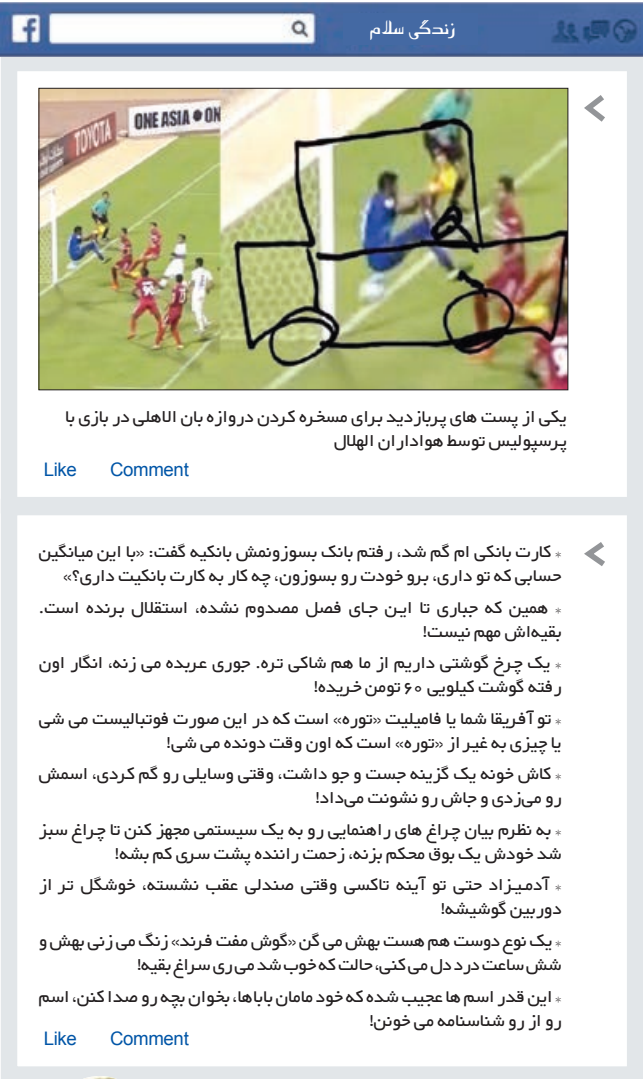 زندگی سلام
ONE ASIA ON
TOYOTA
یکی از پست های پربازدید برای مسخره کردن دروازه بان الاهلی در بازی با
پرسپولیس توسط هواداران الهلال
Like Comment
* کارت بانکی ام گم شد، رفتم بانک بسوزونمش بانکیه گفت: «با این میانگین
حسابی که تو داری، برو خودت رو بسوزون، چه کار به کارت بانکیت داری؟»
* همین که جباری تا این جای فصل مصدوم نشده، استقلال برنده است.
بقیه‌اش مهم نیست!
* یک چرخ گوشتی داریم از ما هم شاکی تره. جوری عربده می زنه، انگار اون
رفته گوشت کیلویی ۶۰ تومن خریده!
* تو آفریقا شما یا فامیلیت «توره» است که در این صورت فوتبالیست می شی
یا چیزی به غیر از «توره» است که اون وقت دونده می شی!
* کاش خونه یک گزینه جست و جو داشت، وقتی وسایلی رو گم کردی، اسمش
رو می‌زدی و جاش رو نشونت می‌داد!
* به نظرم بیان چراغ های راهنمایی رو به یک سیستمی مجهز کنن تا چراغ سبز
شد خودش یک بوق محکم بزنه، زحمت راننده پشت سری کم بشه!
* آدمیزاد حتی تو آینه تاکسی وقتی صندلی عقب نشسته، خوشگل تر از
دوربین گوشیشه!
* یک نوع دوست هم هست بهش می گن «گوش مفت فرند» زنگ می زنی بهش و
شش ساعت درد دل می کنی، حالت که خوب شد می ری سراغ بقیه!
* این قدر اسم ها عجیب شده که خود مامان باباها، بخوان بچه رو صدا کنن، اسم
رو از رو شناسنامه می خونن!
Like Comment